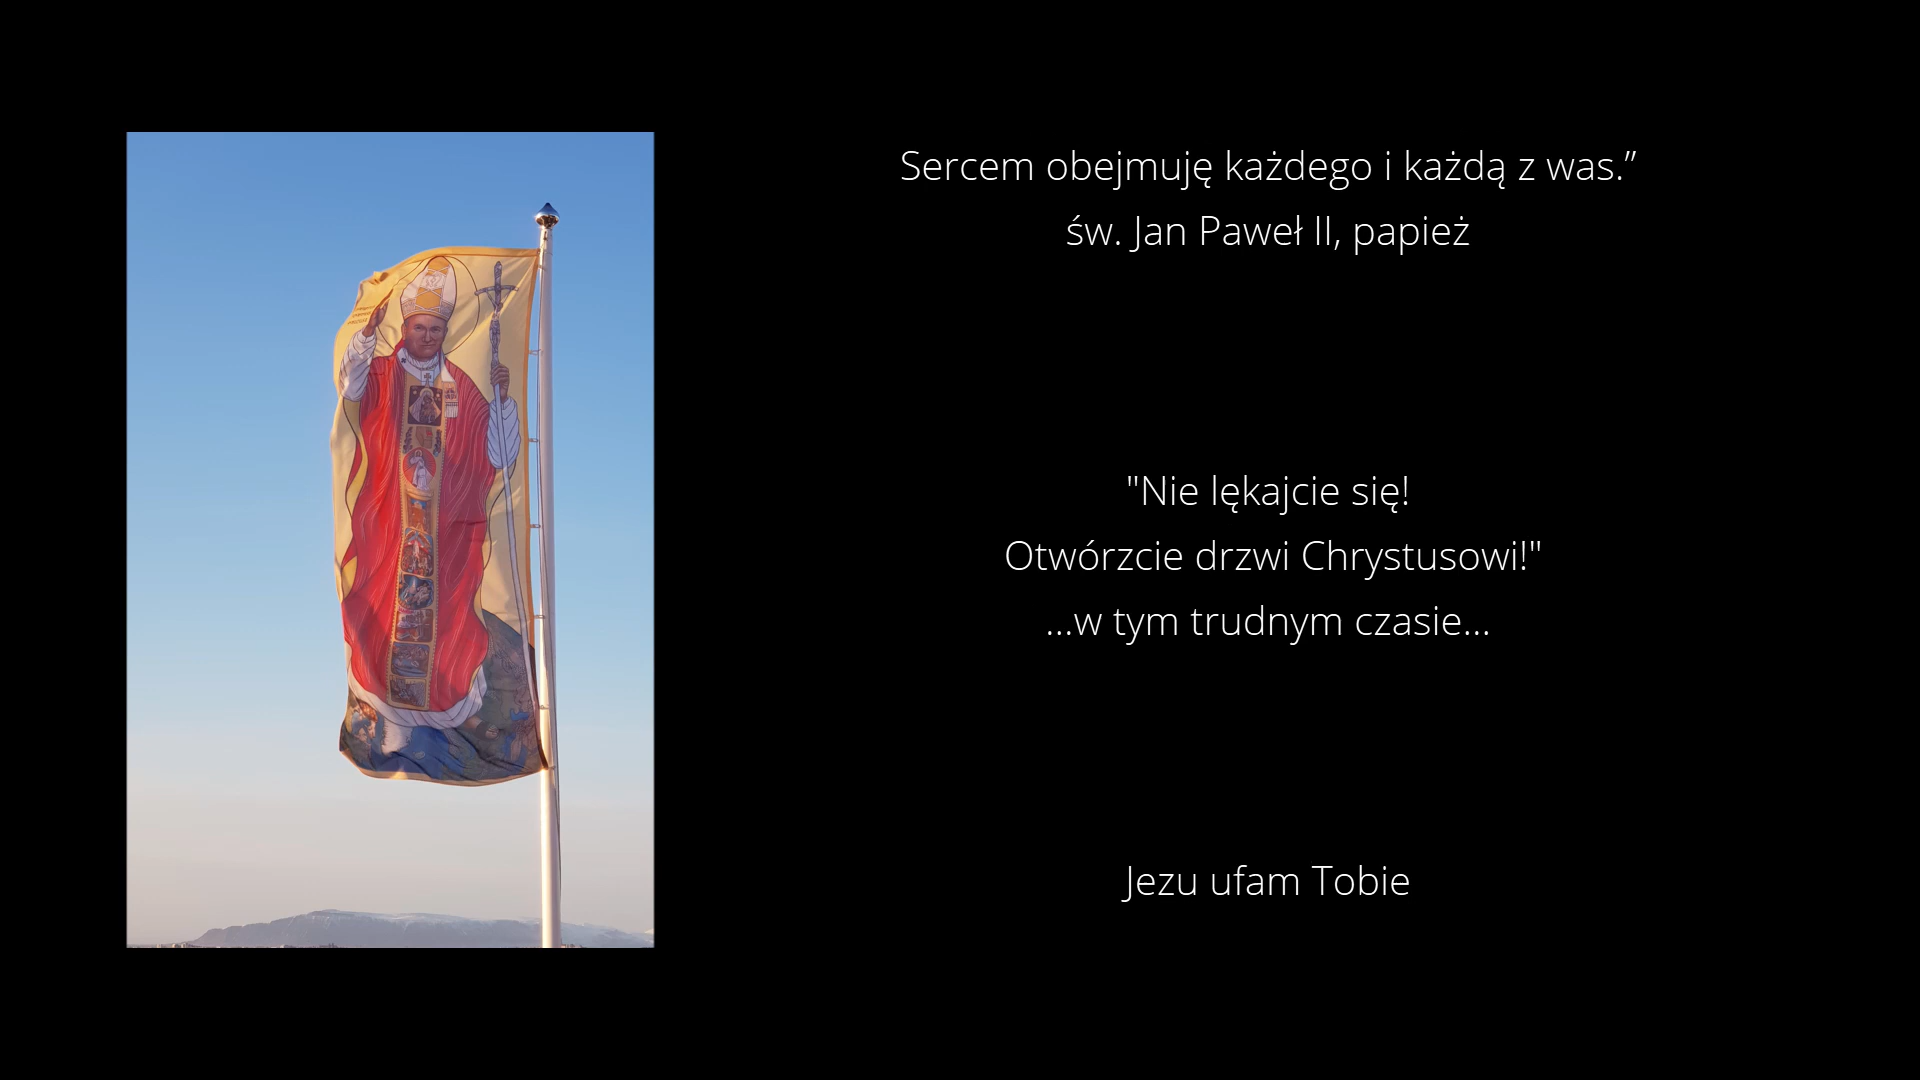 Sercem obejmuję każdego i każdą z was.”
św. Jan Paweł II, papież
"Nie lękajcie się!
Otwórzcie drzwi Chrystusowi!"
...w tym trudnym czasie...
Jezu ufam Tobie